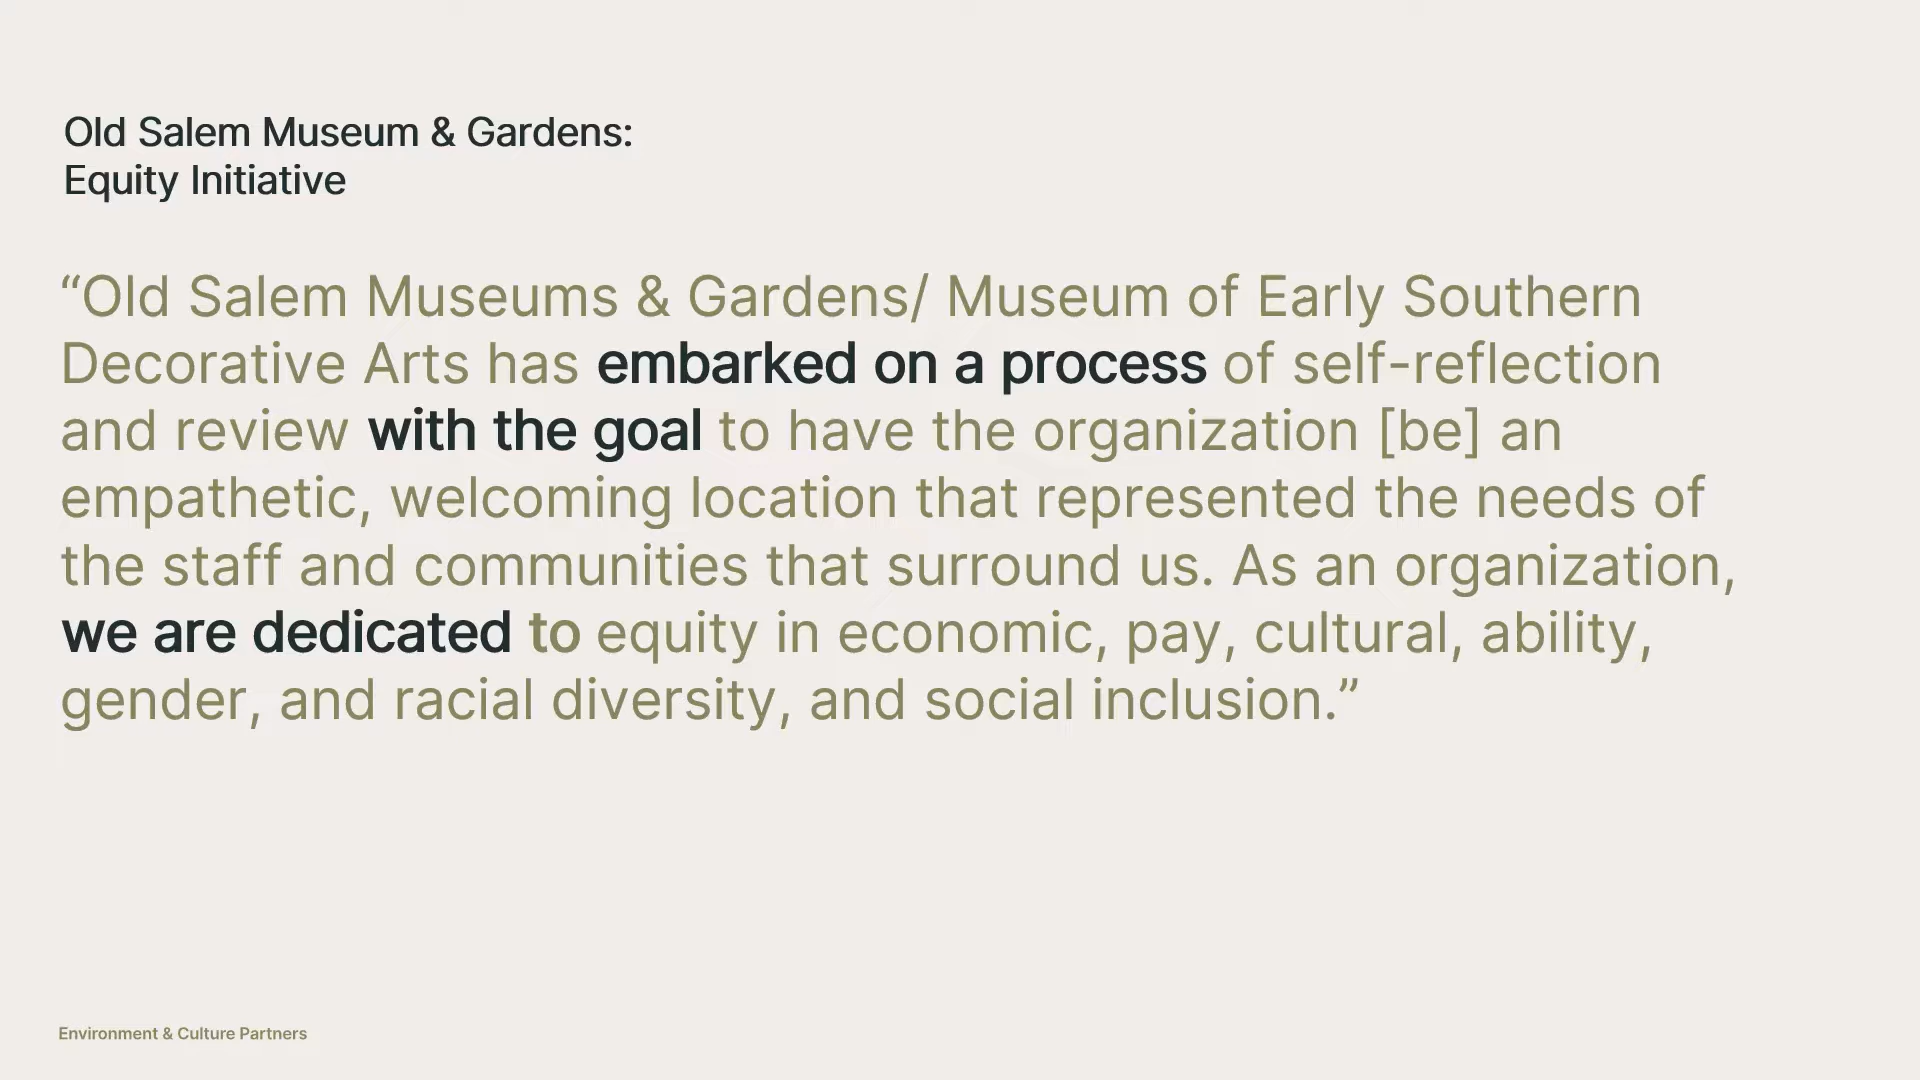 Old Salem Museum & Gardens:
Equity Initiative
“Old Salem Museums & Gardens/ Museum of Early Southern
Decorative Arts has embarked on a process of self-reflection
and review with the goal to have the organization [be] an
empathetic, welcoming location that represented the needs of
the staff and communities that surround us. As an organization,
we are dedicated to equity in economic, pay, cultural, ability,
gender, and racial diversity, and social inclusion.”
Environment & Culture Partners